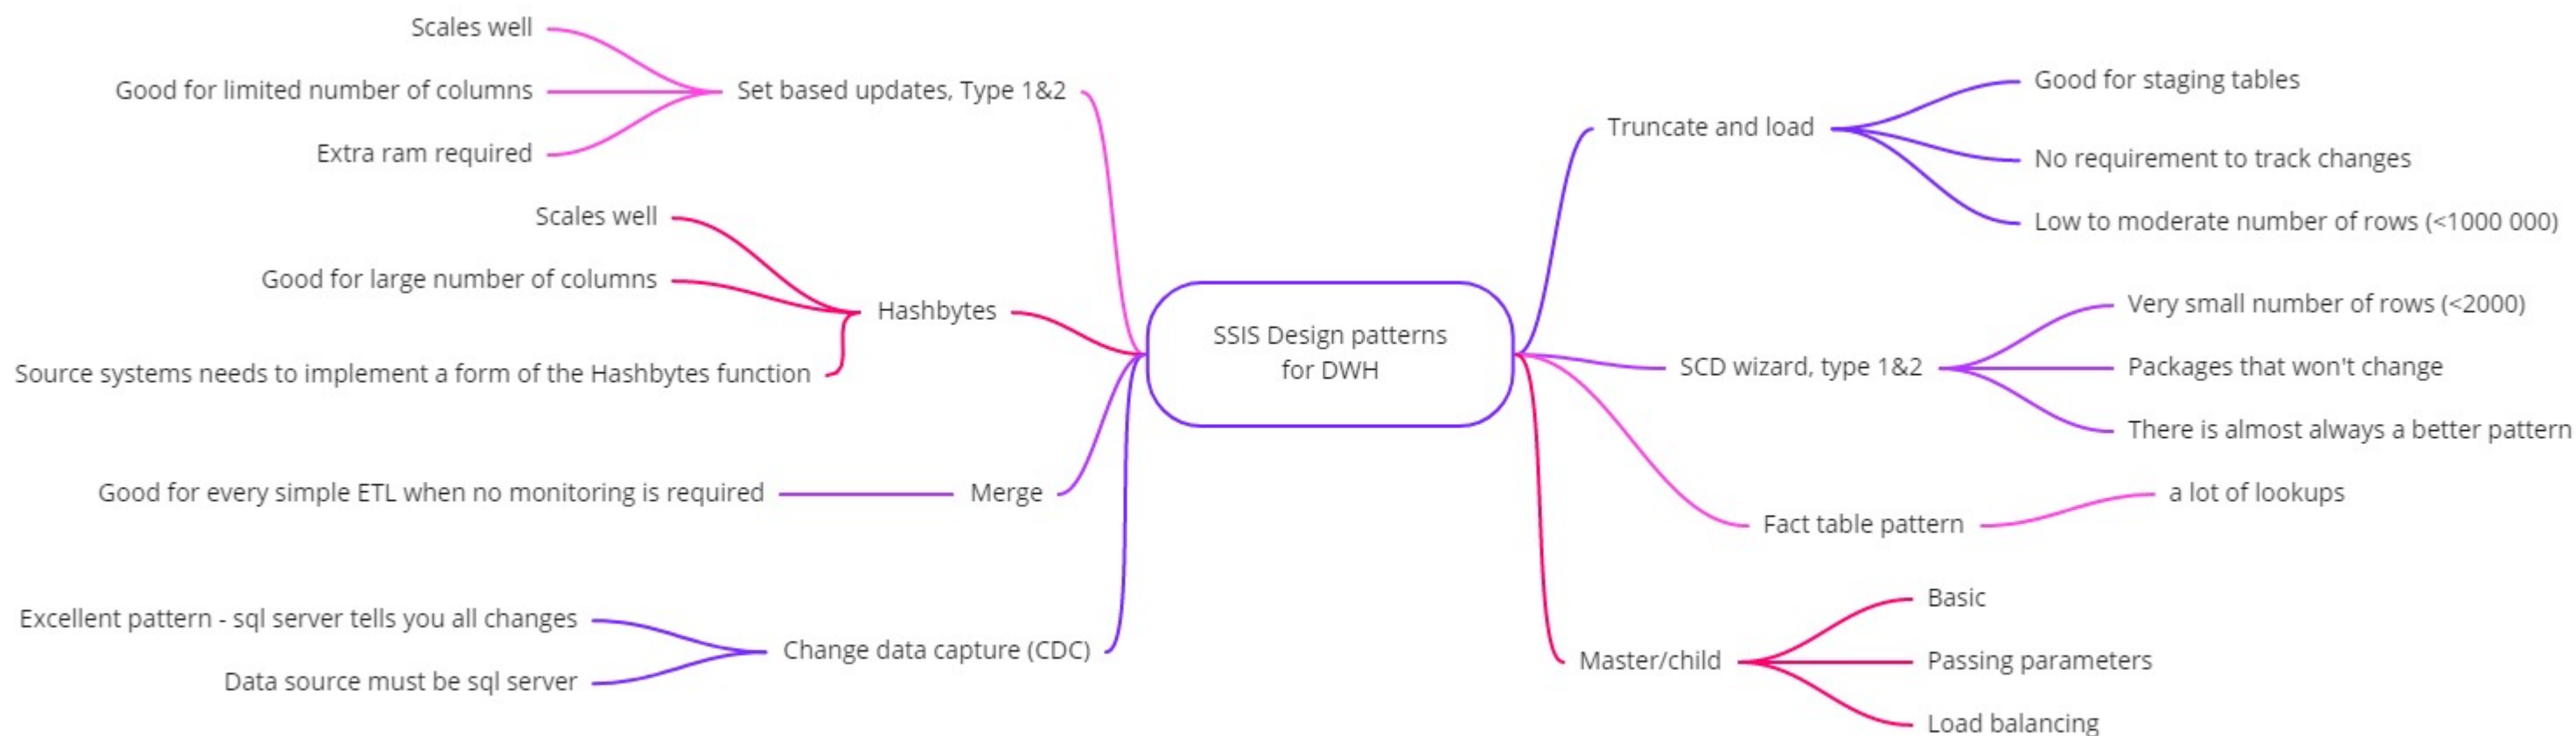 Scales well
Good for limited number of columns
Extra ram required
Set based updates, Type 1&2
Scales well
Good for large number of columns
Source systems needs to implement a form of the Hashbytes function
Hashbytes
Good for every simple ETL when no monitoring is required
Merge
Excellent pattern - sql server tells you all changes
Data source must be sql server
Change data capture (CDC)
SSIS Design patterns
for DWH
Truncate and load
Good for staging tables
No requirement to track changes
Low to moderate number of rows (<1000 000)
SCD wizard, type 1&2
Very small number of rows (<2000)
Packages that won't change
There is almost always a better pattern
Fact table pattern
a lot of lookups
Master/child
Basic
Passing parameters
Load balancing